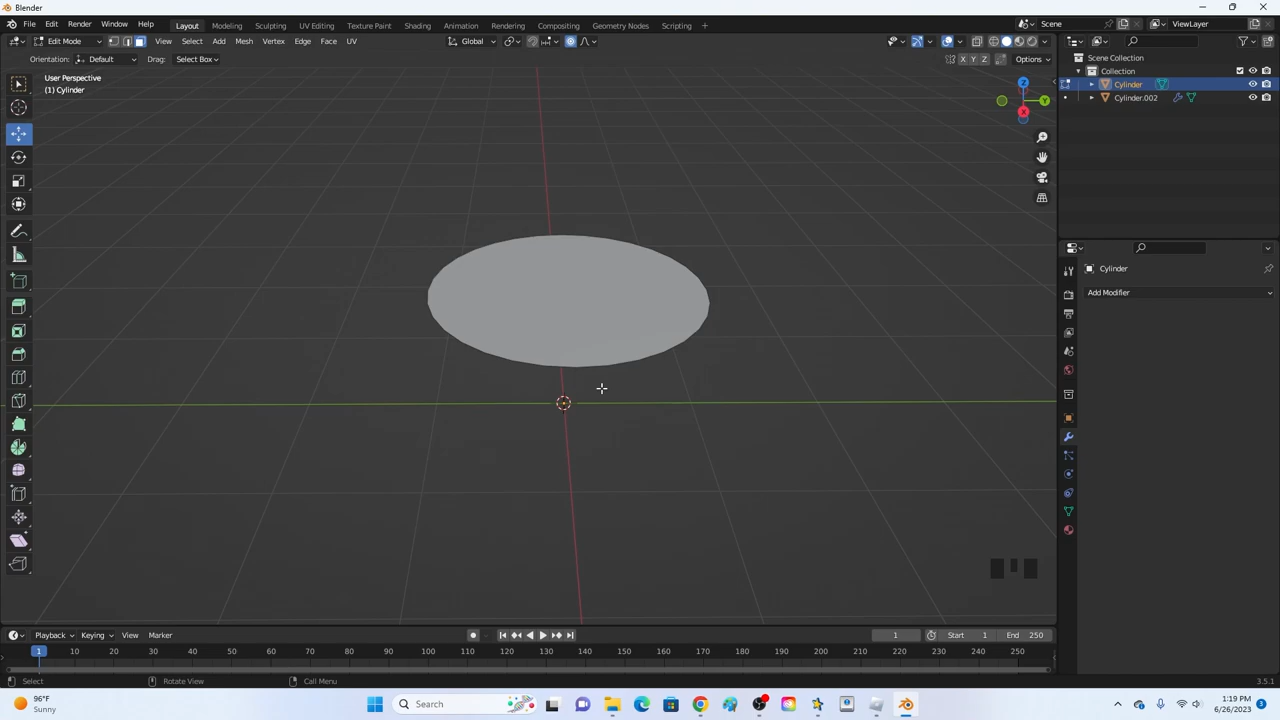 Blender
File Edit Render Window Help Layout Modeling Sculpting UV Editing Texture Paint Shading Animation Rendering Compositing Geometry Nodes Scripting + Scene ViewLayer
Edit Mode View Select Add Mesh Vertex Edge Face UV Global
Orientation: Default Drag: Select Box X Y Z Options
User Perspective
(1) Cylinder
Z
Y
X
Scene Collection
Collection
Cylinder
Cylinder.002
Cylinder
Add Modifier
Playback Keying View Marker 1 Start 1 End 250
1 10 20 30 40 50 60 70 80 90 100 110 120 130 140 150 160 170 180 190 200 210 220 230 240 250
Select Rotate View Call Menu 3.5.1
96°F
Sunny
Search
1:19 PM
6/26/2023
3